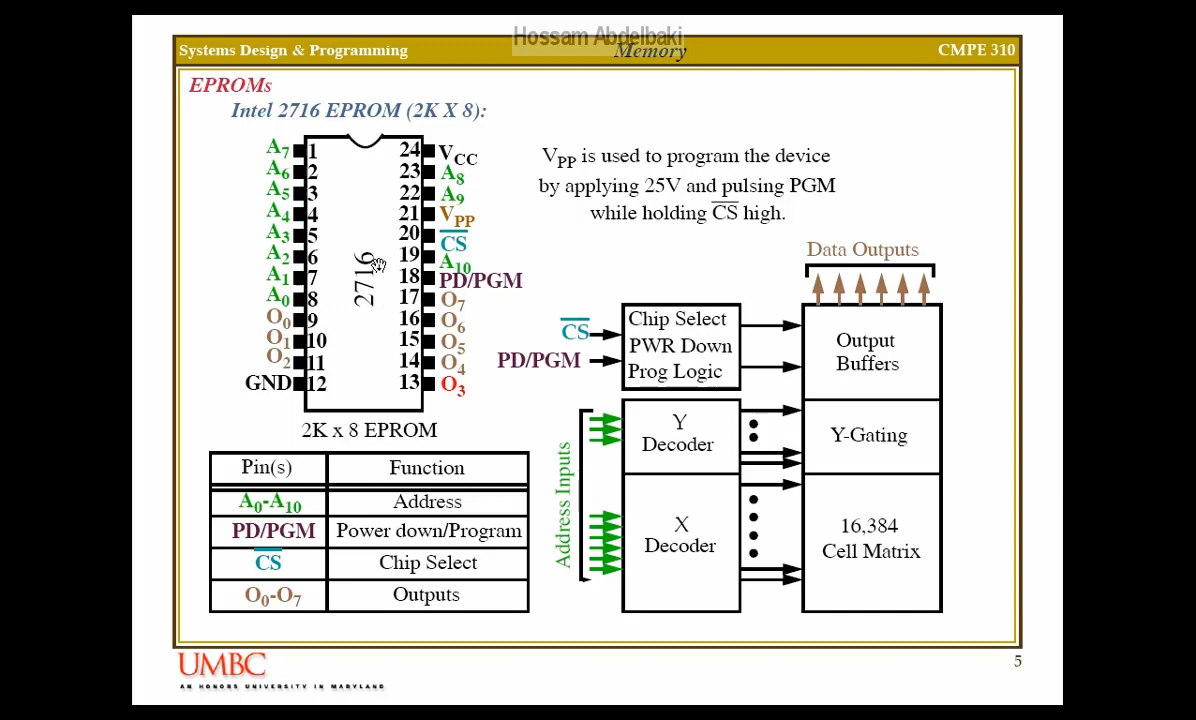 Hossam Abdelbaki
Systems Design & Programming Memory CMPE 310
EPROMs
Intel 2716 EPROM (2K X 8):
A7 1 24 VCC
A6 2 23 A8
A5 3 22 A9
A4 4 21 VPP
A3 5 20 CS
A2 6 19 A10
A1 7 18 PD/PGM
A0 8 17 O7
O0 9 16 O6
O1 10 15 O5
O2 11 14 O4
GND 12 13 O3
2716
2K x 8 EPROM
VPP is used to program the device
by applying 25V and pulsing PGM
while holding CS high.
Pin(s) Function
A0-A10 Address
PD/PGM Power down/Program
CS Chip Select
O0-O7 Outputs
Data Outputs
CS
PD/PGM
Chip Select
PWR Down
Prog Logic
Output
Buffers
Address Inputs
Y
Decoder
Y-Gating
X
Decoder
16,384
Cell Matrix
UMBC
AN HONORS UNIVERSITY IN MARYLAND
5